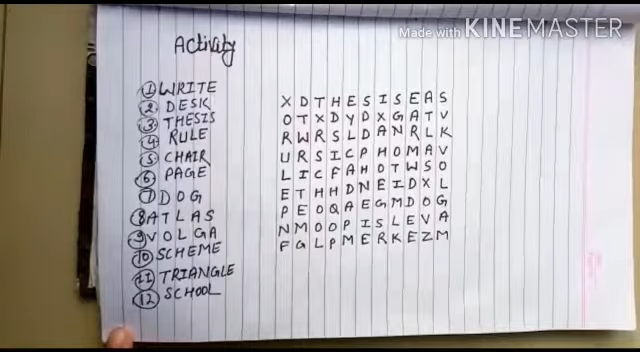 Made with KINEMASTER
Activity
1 WRITE
2 DESK
3 THESIS
4 RULE
5 CHAIR
6 PAGE
7 DOG
8 ATLAS
9 VOLGA
10 SCHEME
11 TRIANGLE
12 SCHOOL
X D T H E S I S E A S
O T X D Y D X G A T V
R W R S L D A N R L K
U R S I C P H O M A V
L I C F A H O T W S O
E T H H D N E I D X L
P E O Q A E G M D O G
N M O O P I S L E V A
F G L P M E R K E Z M